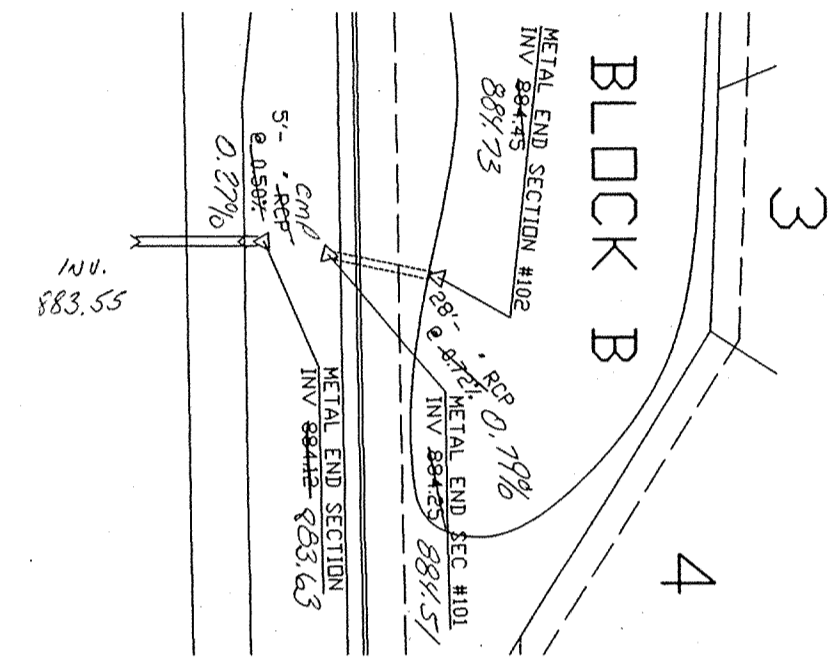 BLOCK B
3
4
METAL END SECTION #102
INV 884.45
884.73
5'- " RCP
CMP
@ 0.50%
0.27%
INV.
883.55
28'- " RCP
@ 0.72%
0.79%
METAL END SEC #101
INV 884.25 884.51
METAL END SECTION
INV 884.12 883.63